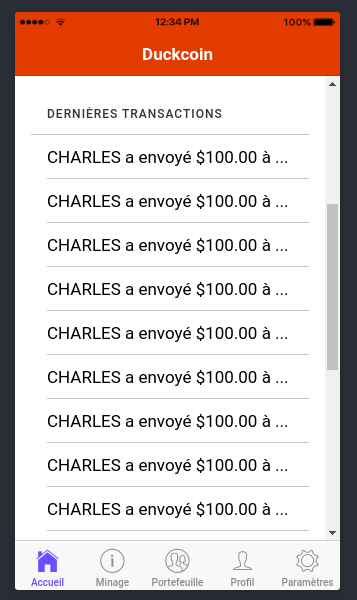 12:34 PM 100%
Duckcoin
DERNIÈRES TRANSACTIONS
CHARLES a envoyé $100.00 à ...
CHARLES a envoyé $100.00 à ...
CHARLES a envoyé $100.00 à ...
CHARLES a envoyé $100.00 à ...
CHARLES a envoyé $100.00 à ...
CHARLES a envoyé $100.00 à ...
CHARLES a envoyé $100.00 à ...
CHARLES a envoyé $100.00 à ...
CHARLES a envoyé $100.00 à ...
Accueil Minage Portefeuille Profil Paramètres